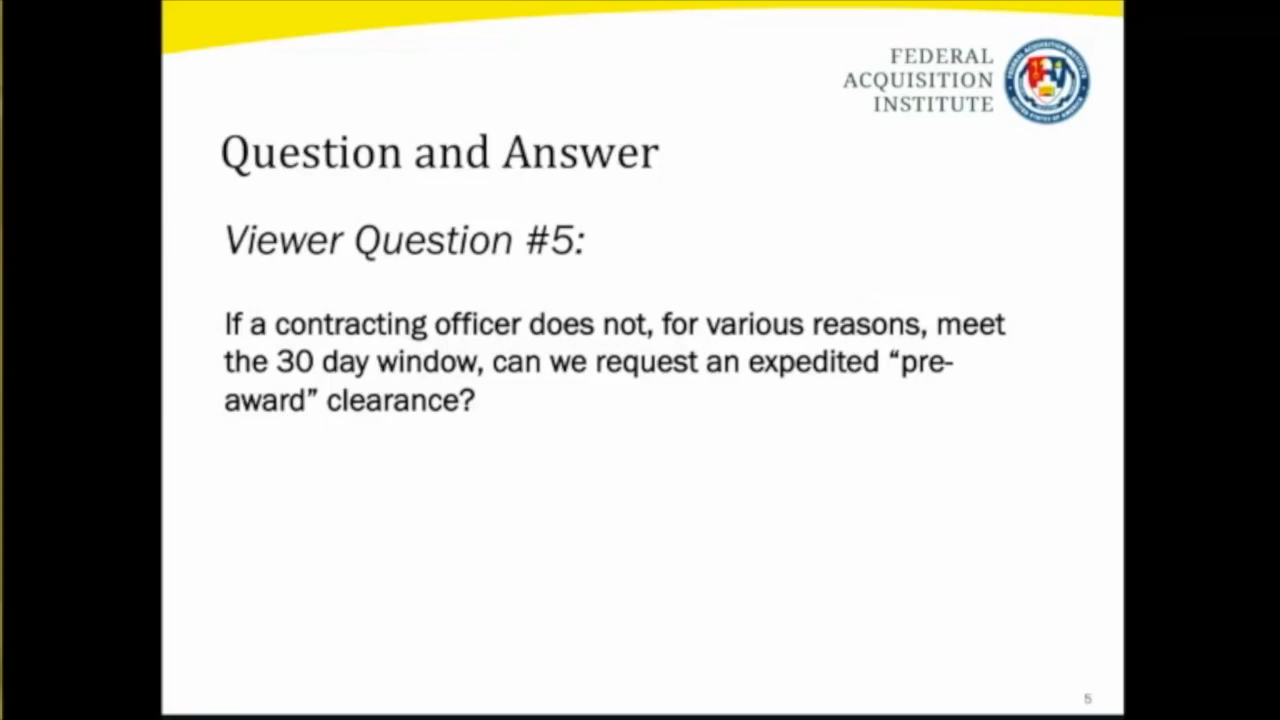 FEDERAL
ACQUISITION
INSTITUTE
Question and Answer
Viewer Question #5:
If a contracting officer does not, for various reasons, meet
the 30 day window, can we request an expedited “pre-
award” clearance?
5